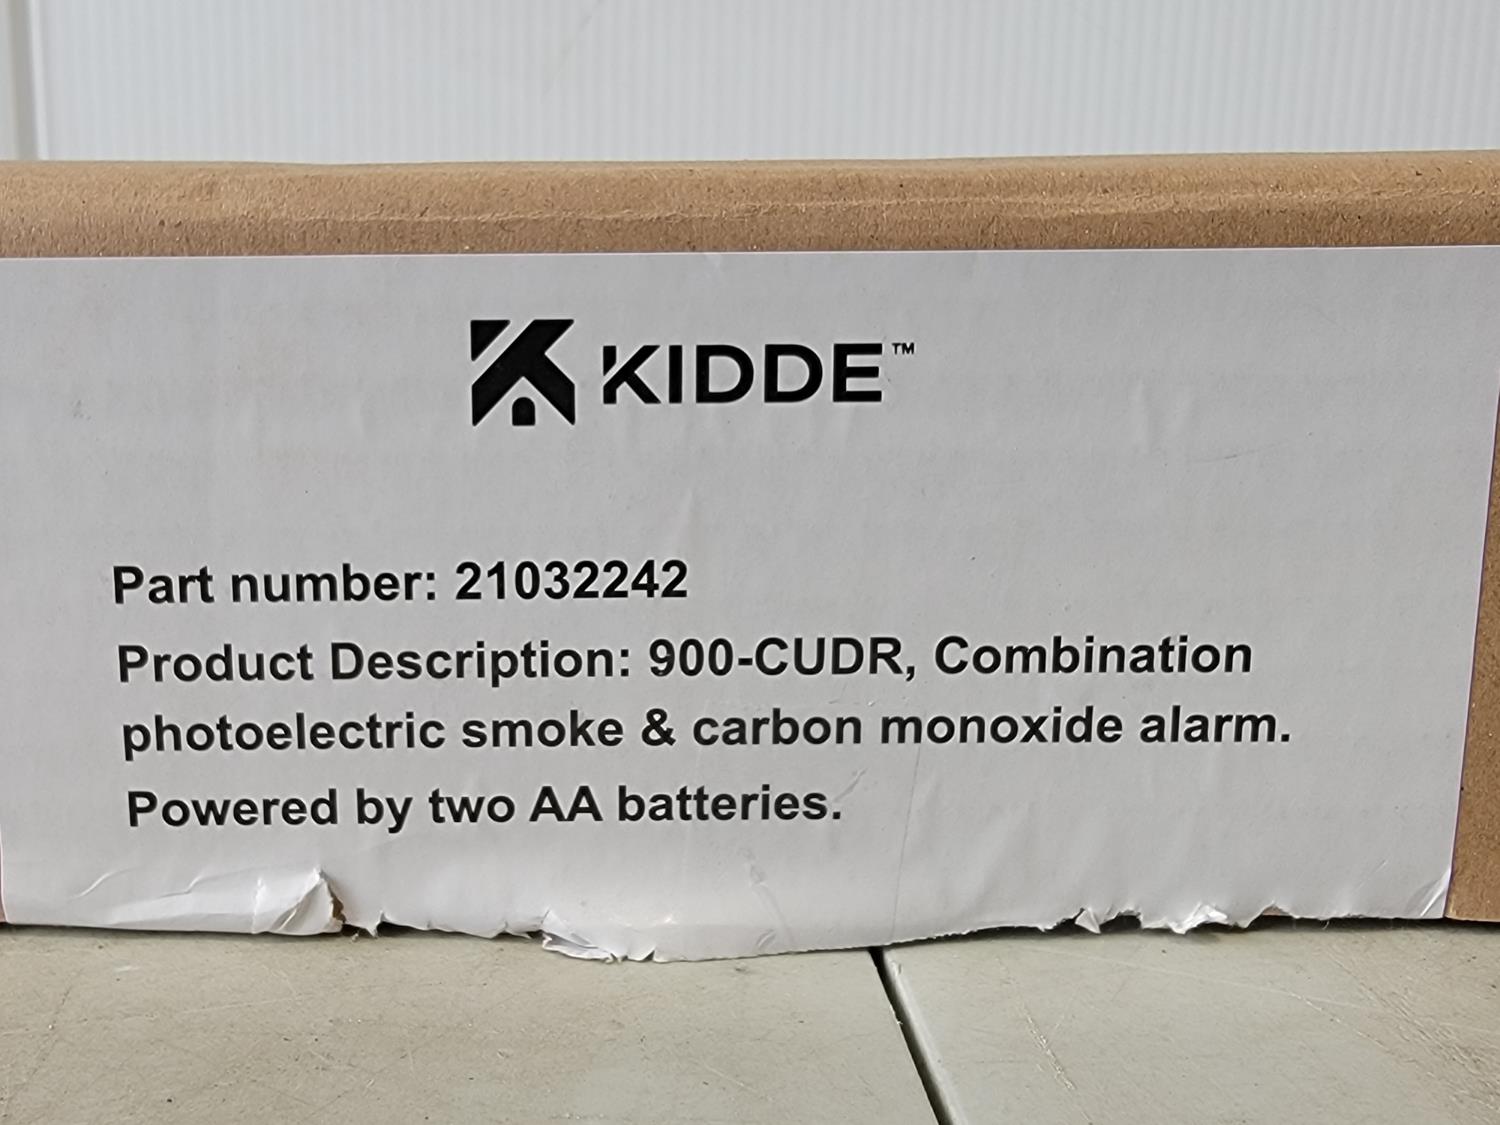 KIDDE™
Part number: 21032242
Product Description: 900-CUDR, Combination
photoelectric smoke & carbon monoxide alarm.
Powered by two AA batteries.